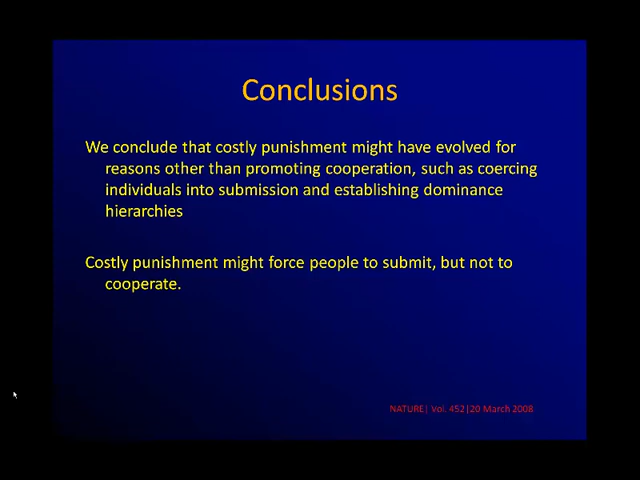 Conclusions
We conclude that costly punishment might have evolved for
reasons other than promoting cooperation, such as coercing
individuals into submission and establishing dominance
hierarchies
Costly punishment might force people to submit, but not to
cooperate.
NATURE| Vol. 452|20 March 2008